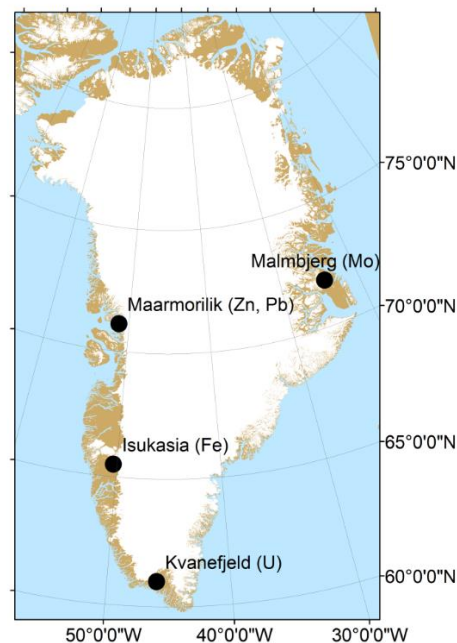 75°0'0"N
Malmbjerg (Mo)
70°0'0"N
Maarmorilik (Zn, Pb)
65°0'0"N
Isukasia (Fe)
Kvanefjeld (U)
60°0'0"N
50°0'0"W
40°0'0"W
30°0'0"W